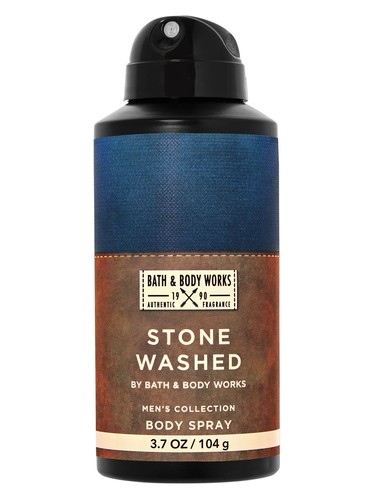 BATH & BODY WORKS
19 90
AUTHENTIC FRAGRANCE
STONE
WASHED
BY BATH & BODY WORKS
MEN'S COLLECTION
BODY SPRAY
3.7 OZ / 104 g